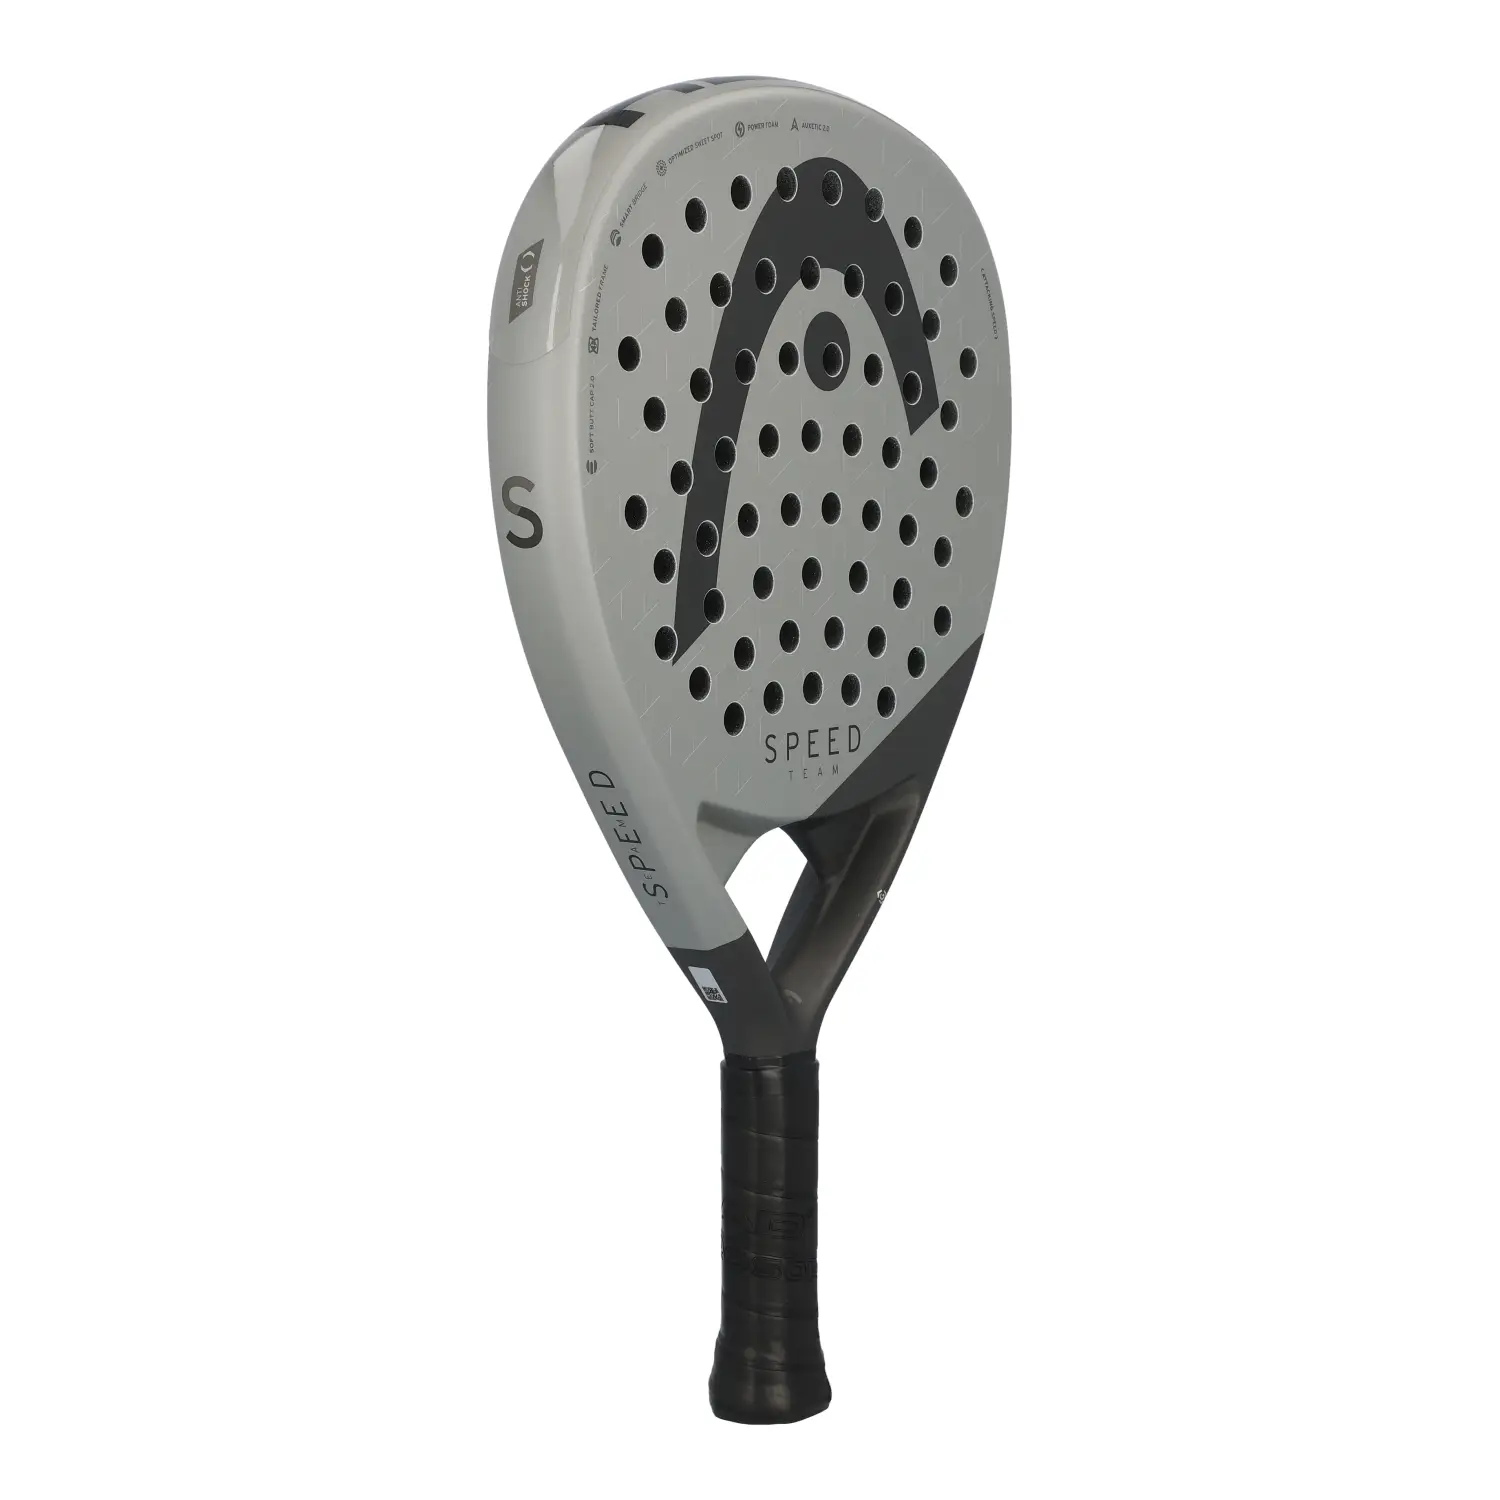 AUXETIC 2.0
POWER FOAM
OPTIMIZED SWEET SPOT
SMART BRIDGE
TAILORED FRAME
SOFT BUTT CAP 2.0
ANTI
SHOCK
S
SPEED
TEAM
SPEED
TEAM